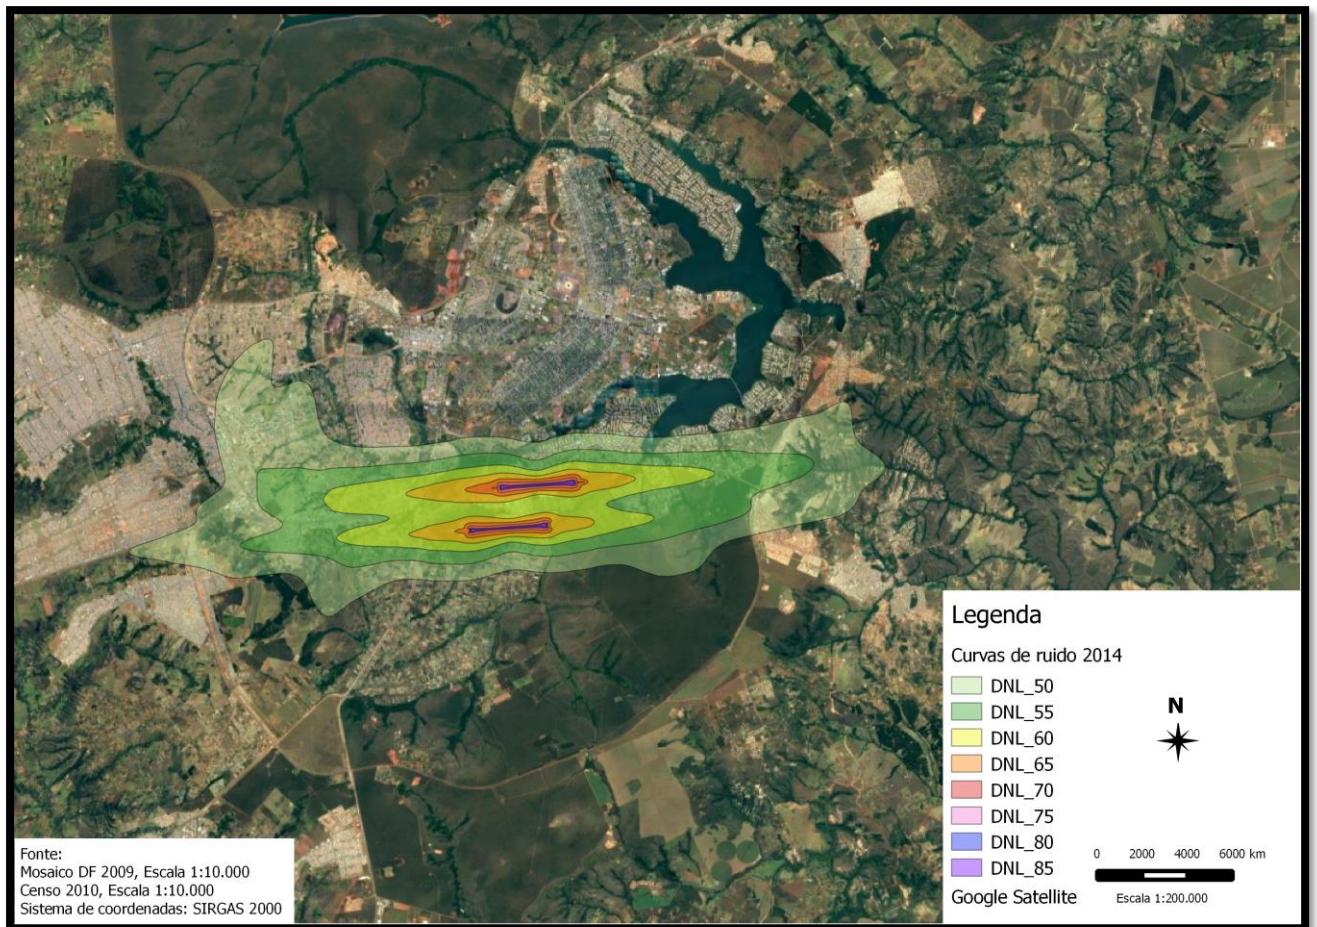 Legenda
Curvas de ruido 2014
DNL_50
DNL_55
DNL_60
DNL_65
DNL_70
DNL_75
DNL_80
DNL_85
Google Satellite
N
0 2000 4000 6000 km
Escala 1:200.000
Fonte:
Mosaico DF 2009, Escala 1:10.000
Censo 2010, Escala 1:10.000
Sistema de coordenadas: SIRGAS 2000